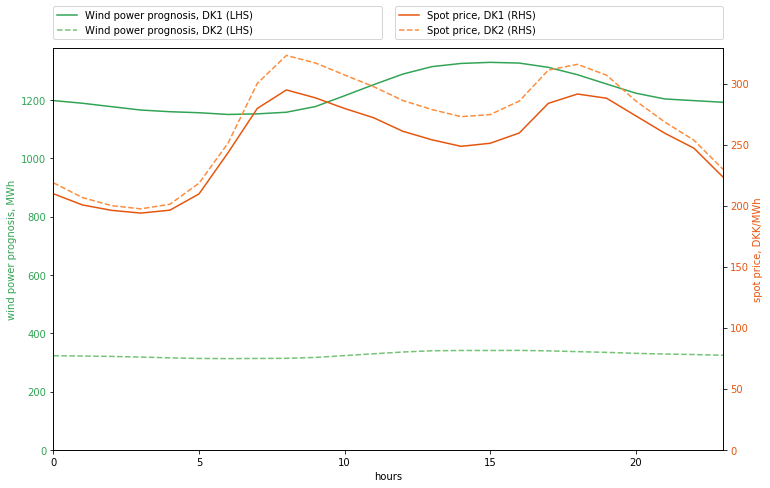 Wind power prognosis, DK1 (LHS)
Wind power prognosis, DK2 (LHS)
Spot price, DK1 (RHS)
Spot price, DK2 (RHS)
wind power prognosis, MWh
1200
1000
800
600
400
200
0
300
250
200
150
100
50
0
spot price, DKK/MWh
0
5
10
15
20
hours